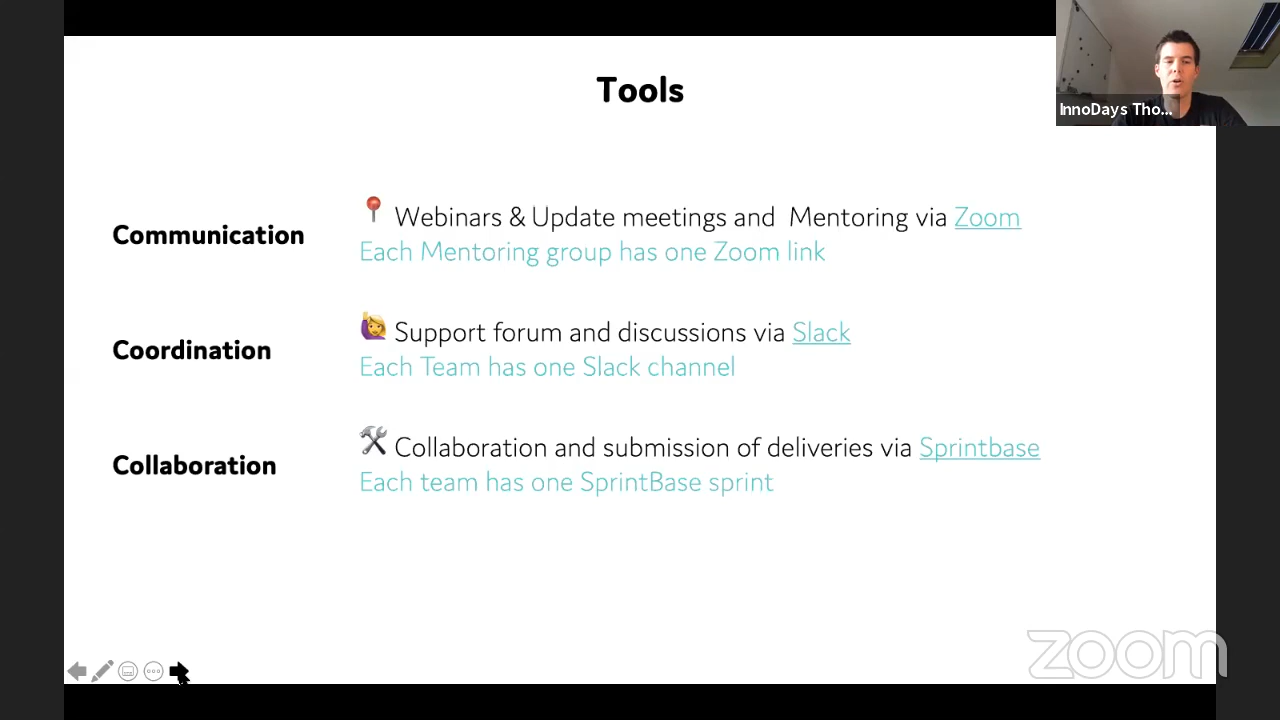 Tools
InnoDays Tho...
Communication
Webinars & Update meetings and Mentoring via Zoom
Each Mentoring group has one Zoom link
Coordination
Support forum and discussions via Slack
Each Team has one Slack channel
Collaboration
Collaboration and submission of deliveries via Sprintbase
Each team has one SprintBase sprint
zoom